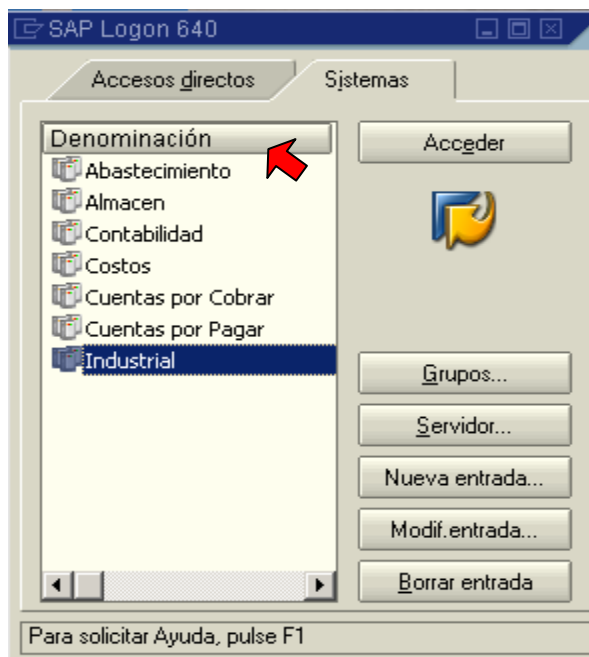 SAP Logon 640
Accesos directos
Sistemas
Denominación
Abastecimiento
Almacen
Contabilidad
Costos
Cuentas por Cobrar
Cuentas por Pagar
Industrial
Acceder
Grupos...
Servidor...
Nueva entrada...
Modif.entrada...
Borrar entrada
Para solicitar Ayuda, pulse F1